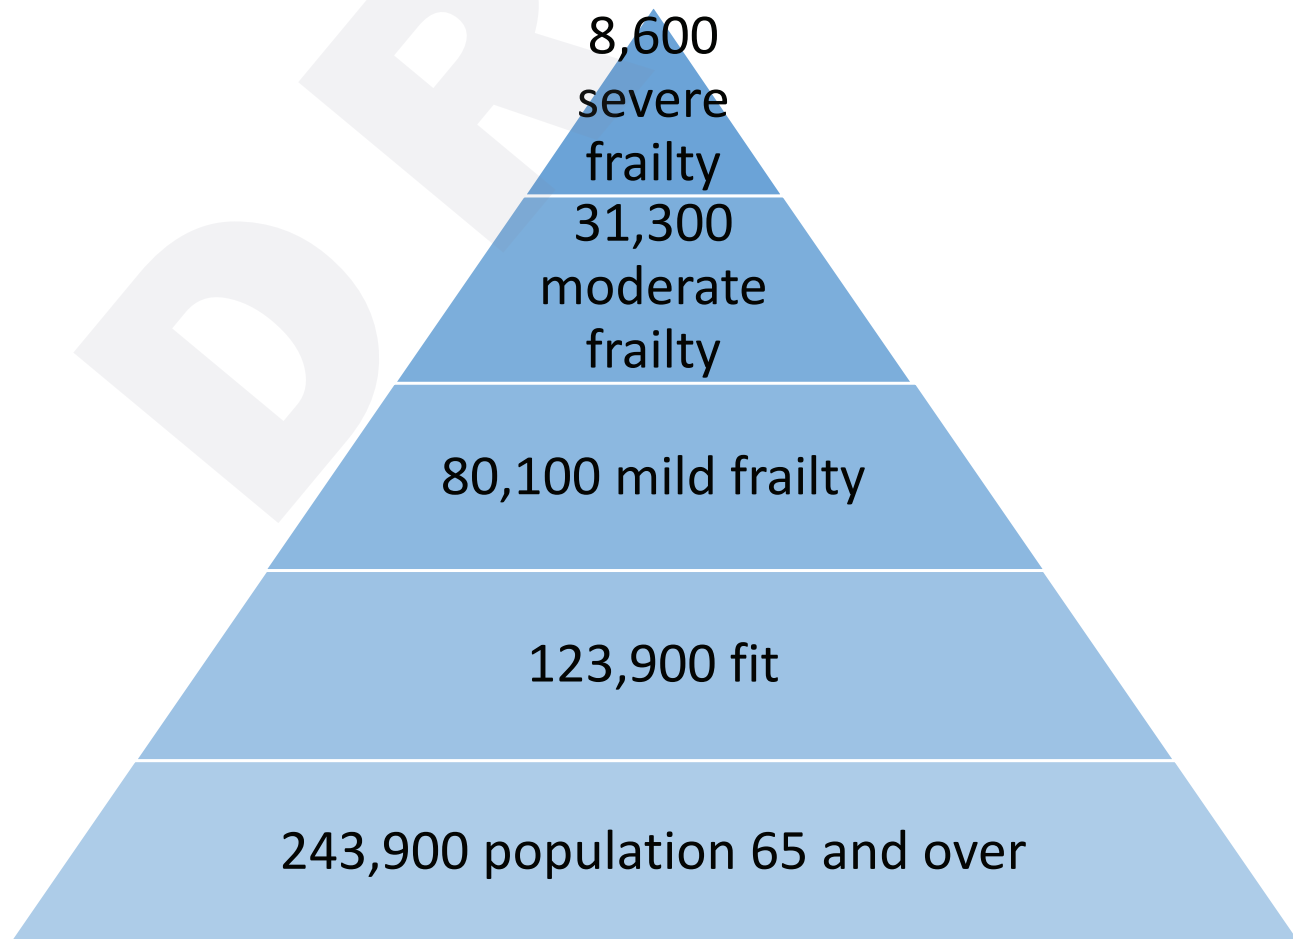 8,600
severe
frailty
31,300
moderate
frailty
80,100 mild frailty
123,900 fit
243,900 population 65 and over
D R